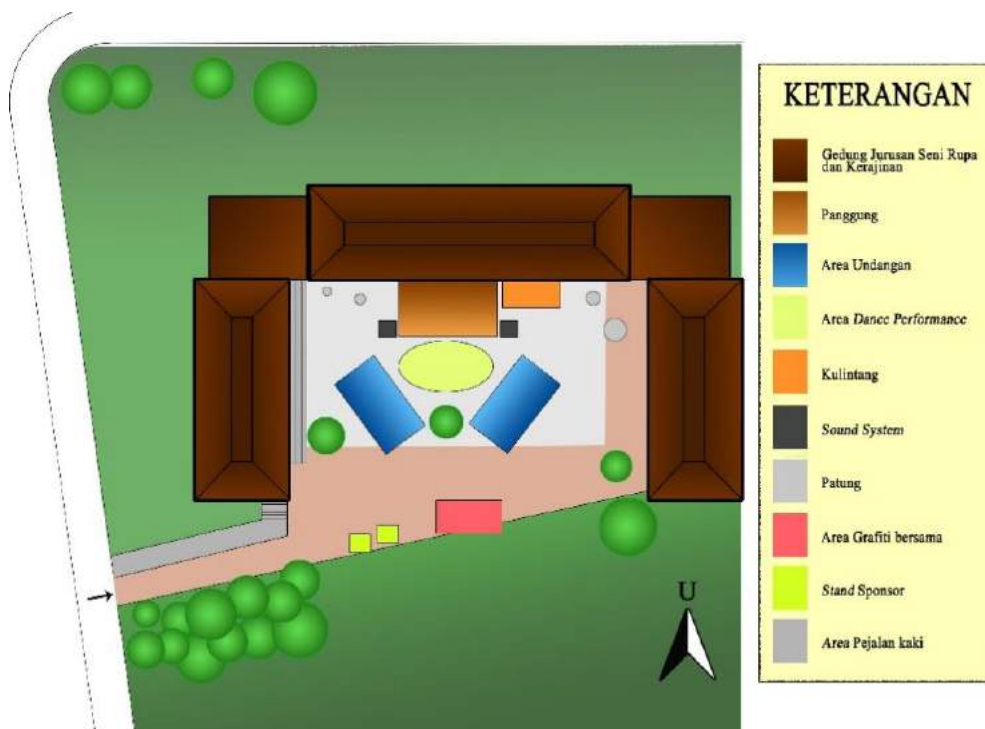 KETERANGAN
Gedung Jurusan Seni Rupa
dan Kerajinan
Panggung
Area Undangan
Area Dance Performance
Kulintang
Sound System
Patung
Area Grafiti bersama
Stand Sponsor
Area Pejalan kaki
U